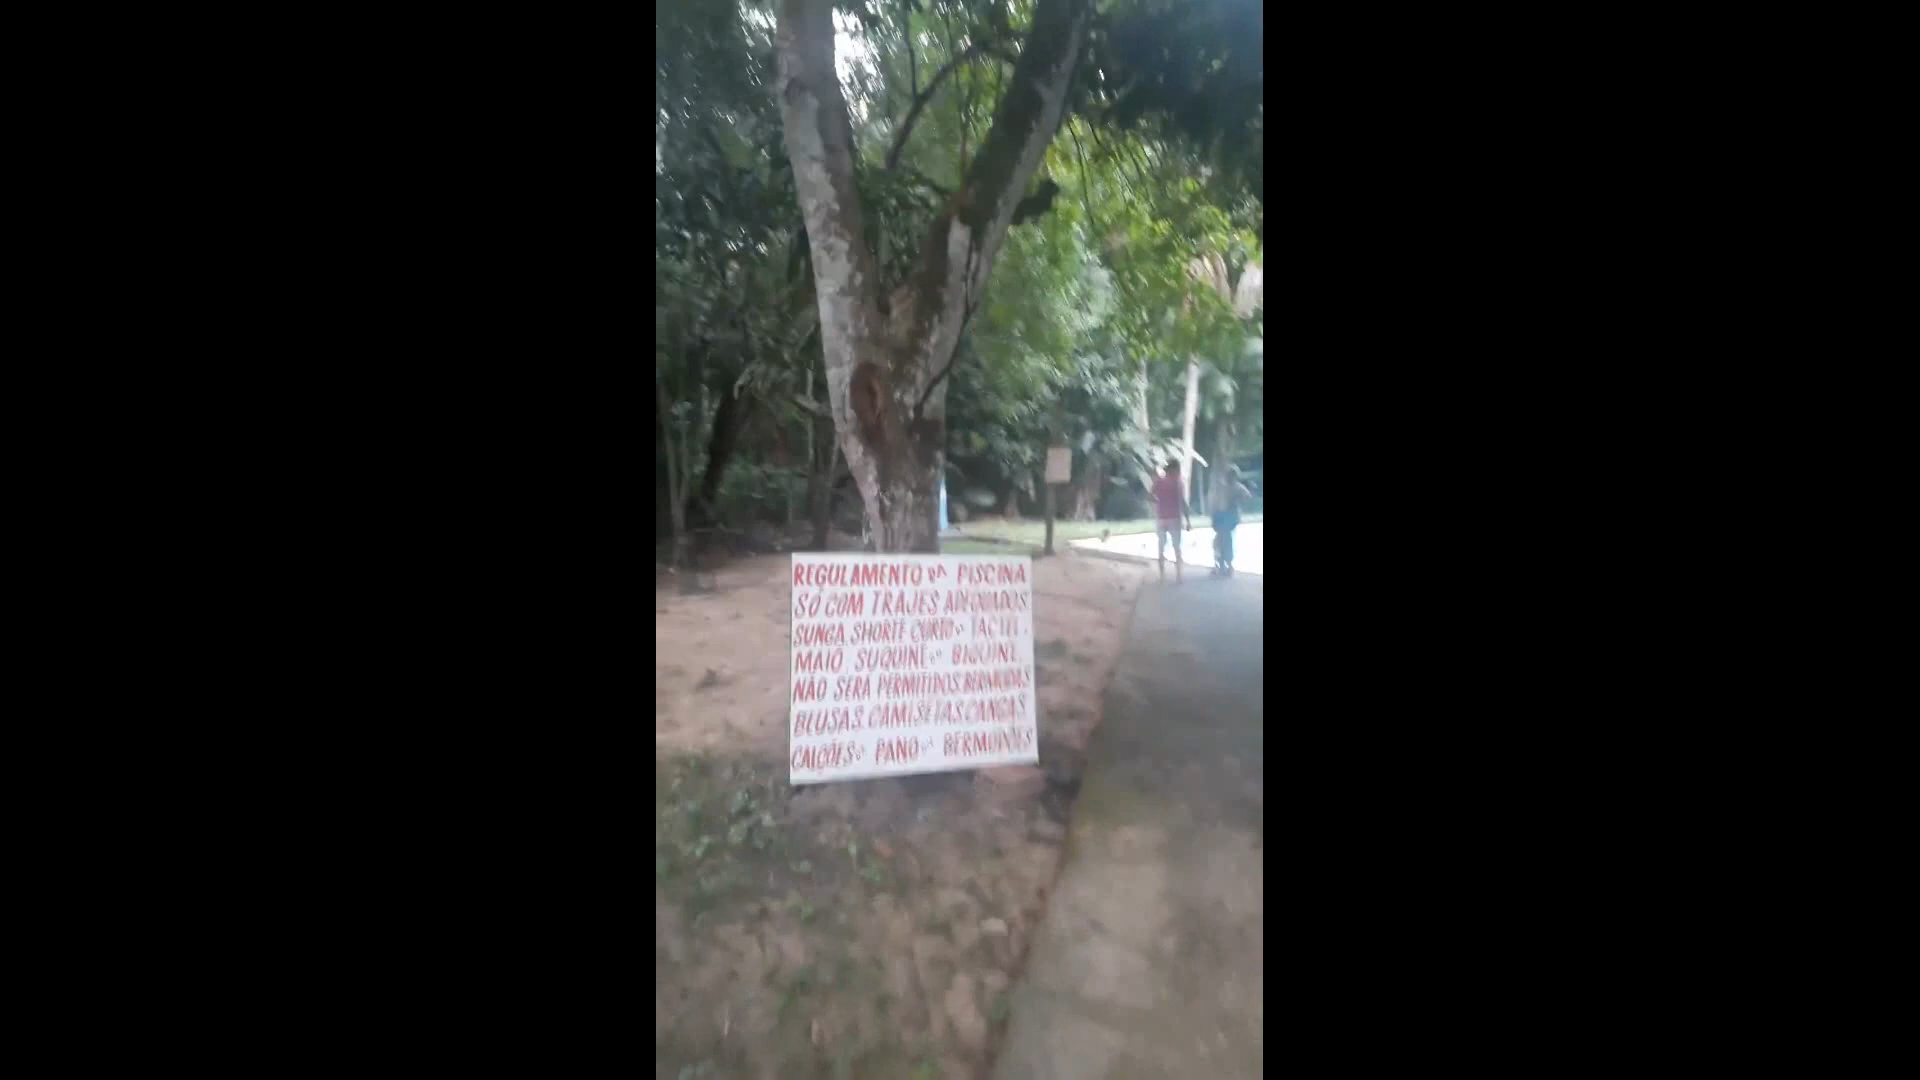 REGULAMENTO DA PISCINA
SÓ COM TRAJES ADEQUADOS.
SUNGA. SHORTE CURTO DE TACTEL.
MAIÔ. SUQUINE OU BIQUINE.
NÃO SERÁ PERMITIDOS. BERMUDAS
BLUSAS. CAMISETAS. CANGAS.
CALÇÕES DE PANO OU BERMUDÕES